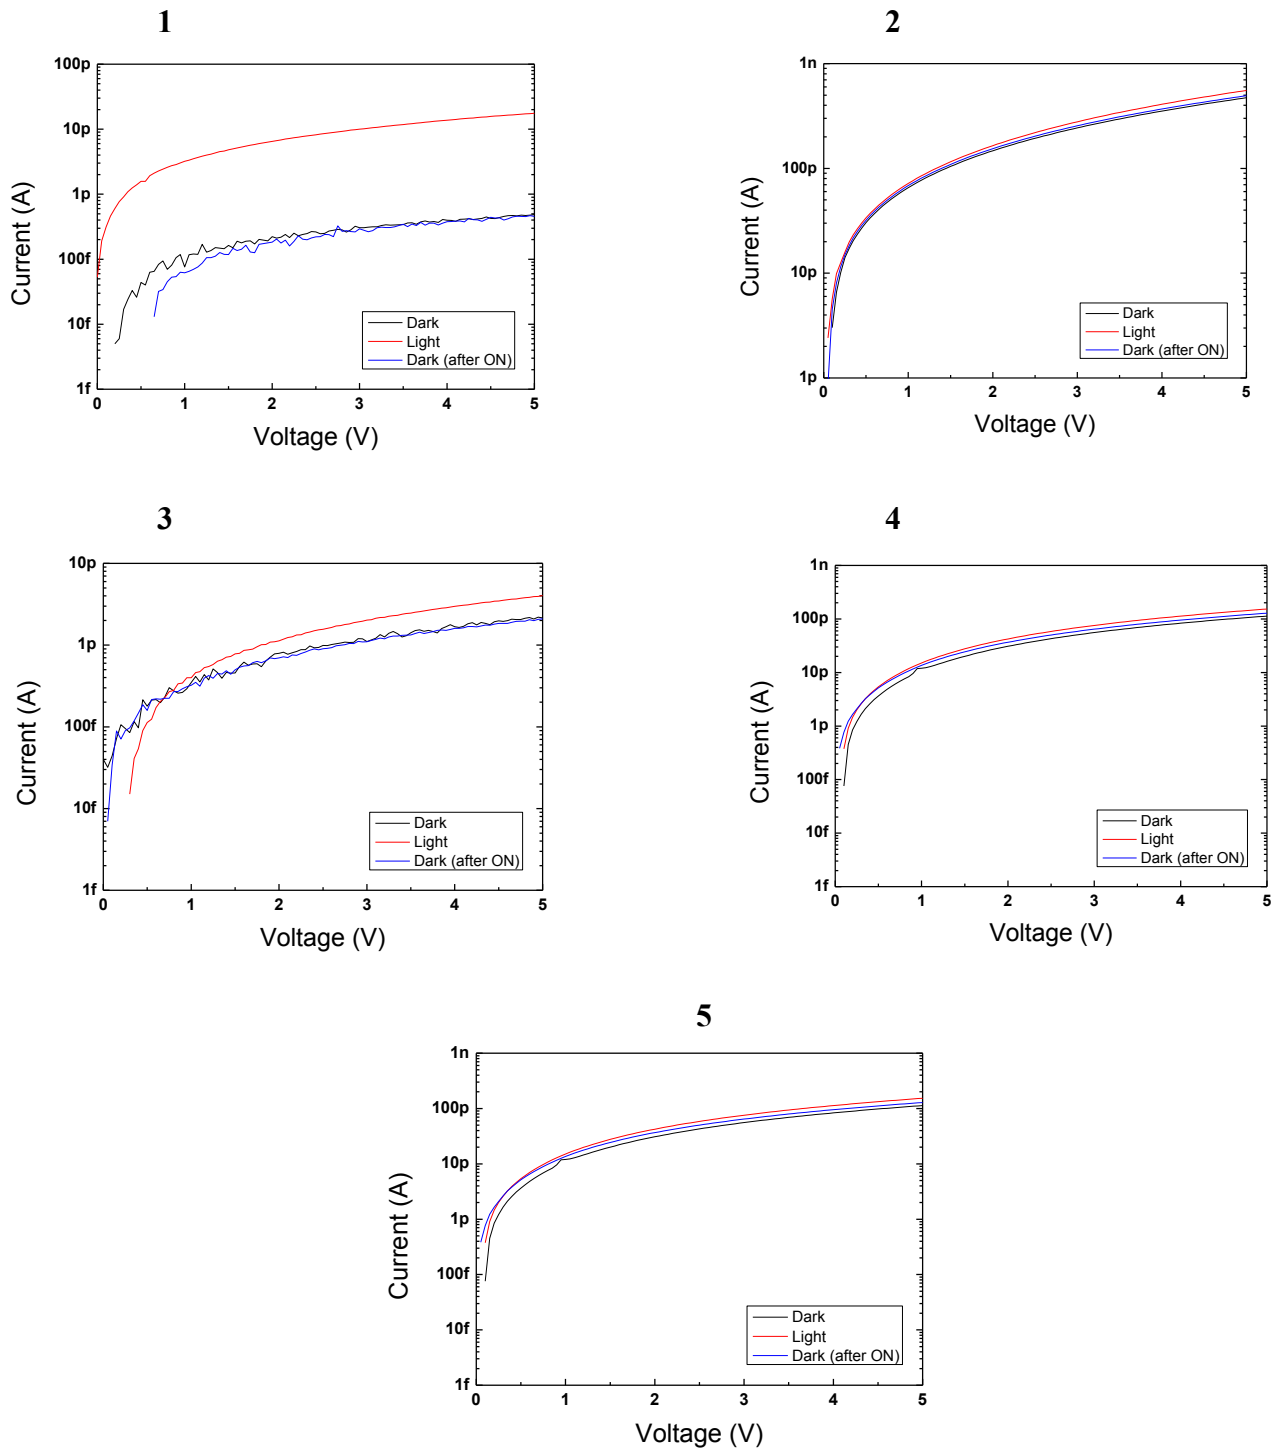 1
100p
10p
1p
100f
10f
1f
Current (A)
0 1 2 3 4 5
Voltage (V)
Dark
Light
Dark (after ON)
2
1n
100p
10p
1p
Current (A)
0 1 2 3 4 5
Voltage (V)
Dark
Light
Dark (after ON)
3
10p
1p
100f
10f
1f
Current (A)
0 1 2 3 4 5
Voltage (V)
Dark
Light
Dark (after ON)
4
1n
100p
10p
1p
100f
10f
1f
Current (A)
0 1 2 3 4 5
Voltage (V)
Dark
Light
Dark (after ON)
5
1n
100p
10p
1p
100f
10f
1f
Current (A)
0 1 2 3 4 5
Voltage (V)
Dark
Light
Dark (after ON)